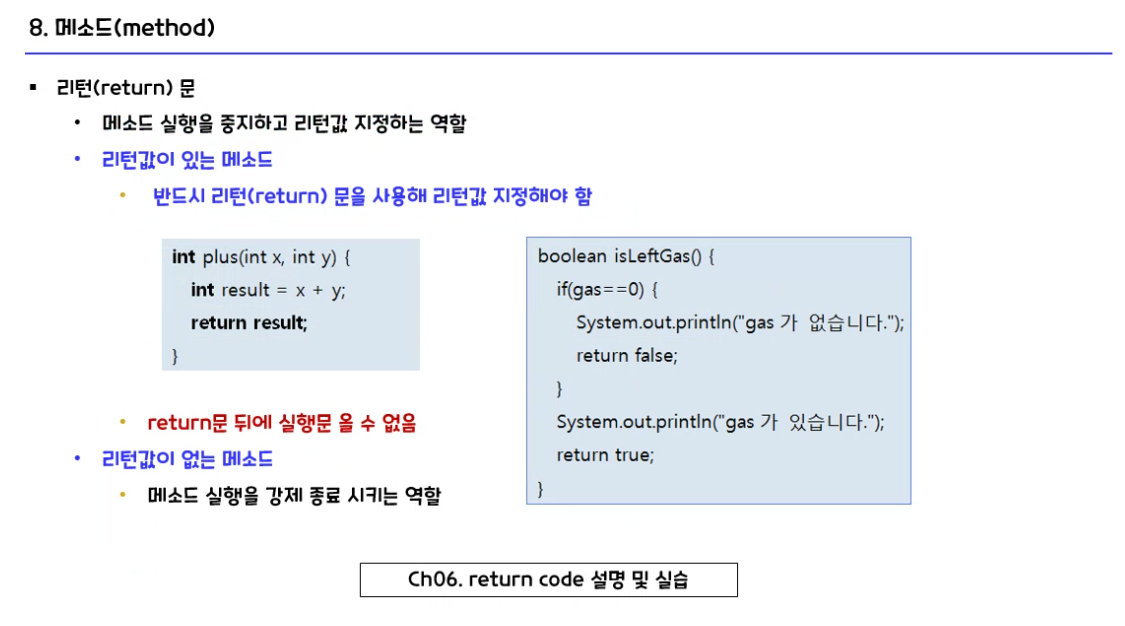 8. 메소드(method)
▪ 리턴(return) 문
• 메소드 실행을 중지하고 리턴값 지정하는 역할
• 리턴값이 있는 메소드
• 반드시 리턴(return) 문을 사용해 리턴값 지정해야 함
int plus(int x, int y) {
int result = x + y;
return result;
}
boolean isLeftGas() {
if(gas==0) {
System.out.println("gas 가 없습니다.");
return false;
}
System.out.println("gas 가 있습니다.");
return true;
}
• return문 뒤에 실행문 올 수 없음
• 리턴값이 없는 메소드
• 메소드 실행을 강제 종료 시키는 역할
Ch06. return code 설명 및 실습